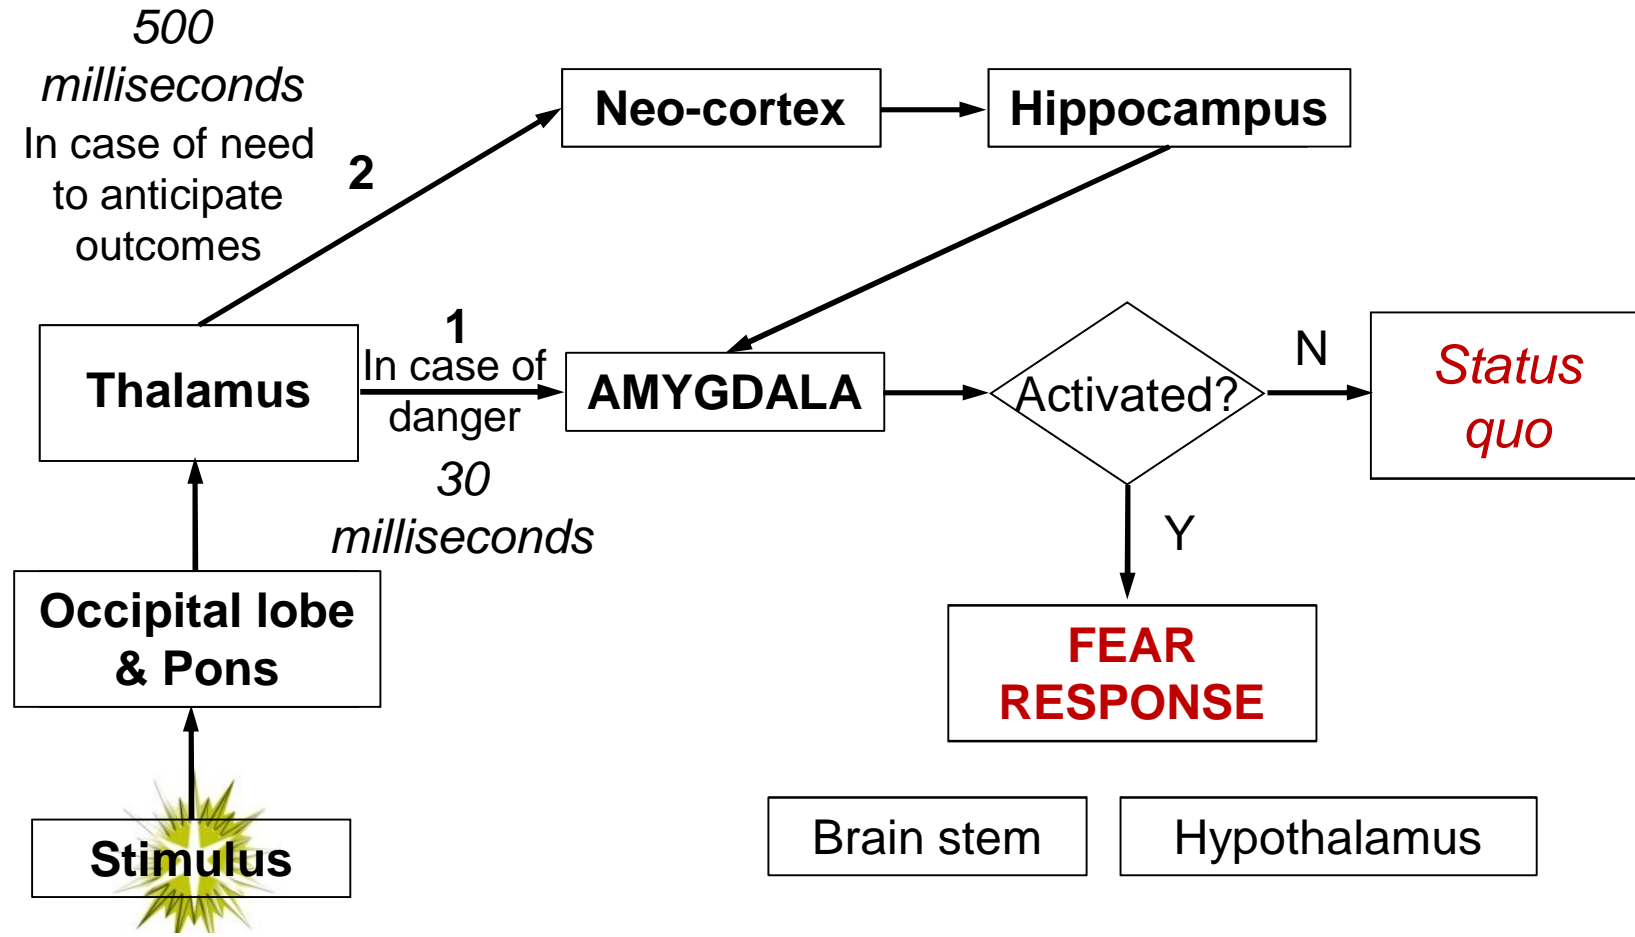 500
milliseconds
In case of need
to anticipate
outcomes
2
Neo-cortex
Hippocampus
Thalamus
1
In case of
danger
30
milliseconds
AMYGDALA
Activated?
N
Status
quo
Y
Occipital lobe
& Pons
FEAR
RESPONSE
Stimulus
Brain stem
Hypothalamus